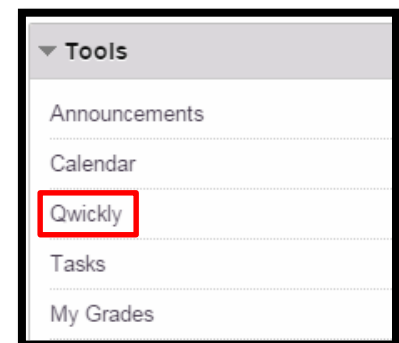 Tools
Announcements
Calendar
Qwickly
Tasks
My Grades